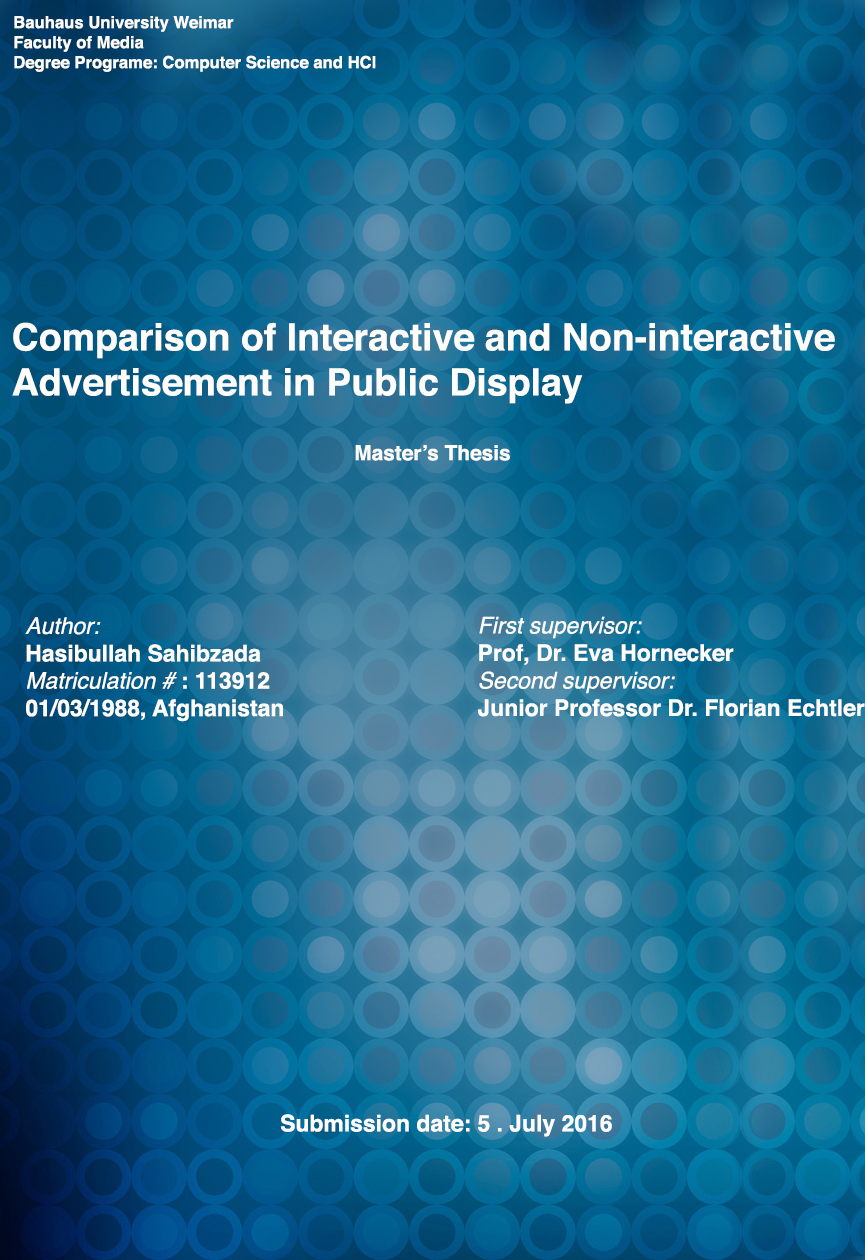 Bauhaus University Weimar
Faculty of Media
Degree Programe: Computer Science and HCI
Comparison of Interactive and Non-interactive
Advertisement in Public Display
Master’s Thesis
Author:
Hasibullah Sahibzada
Matriculation # : 113912
01/03/1988, Afghanistan
First supervisor:
Prof, Dr. Eva Hornecker
Second supervisor:
Junior Professor Dr. Florian Echtler
Submission date: 5 . July 2016